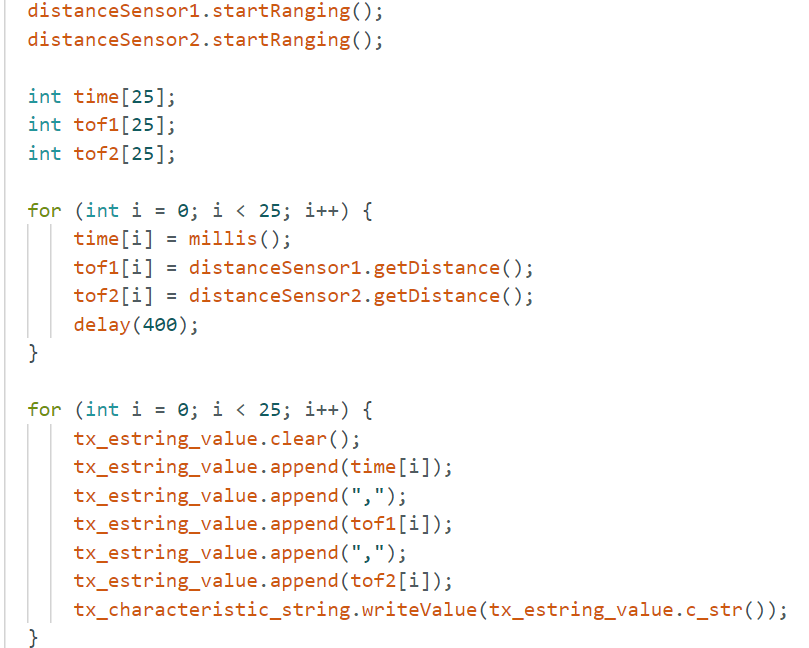 distanceSensor1.startRanging();
distanceSensor2.startRanging();

int time[25];
int tof1[25];
int tof2[25];

for (int i = 0; i < 25; i++) {
    time[i] = millis();
    tof1[i] = distanceSensor1.getDistance();
    tof2[i] = distanceSensor2.getDistance();
    delay(400);
}

for (int i = 0; i < 25; i++) {
    tx_estring_value.clear();
    tx_estring_value.append(time[i]);
    tx_estring_value.append(",");
    tx_estring_value.append(tof1[i]);
    tx_estring_value.append(",");
    tx_estring_value.append(tof2[i]);
    tx_characteristic_string.writeValue(tx_estring_value.c_str());
}